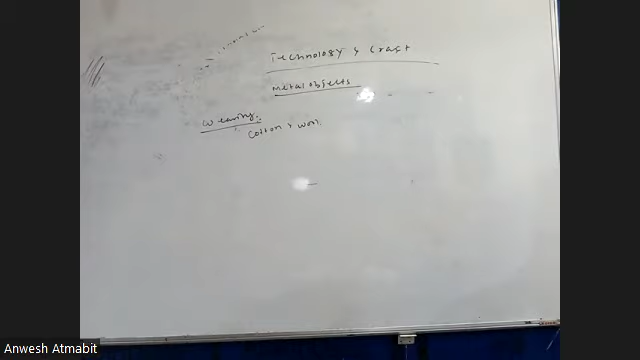 Technology & Craft
Metal objects
Weaving:
Cotton & Wool.
Anwesh Atmabit